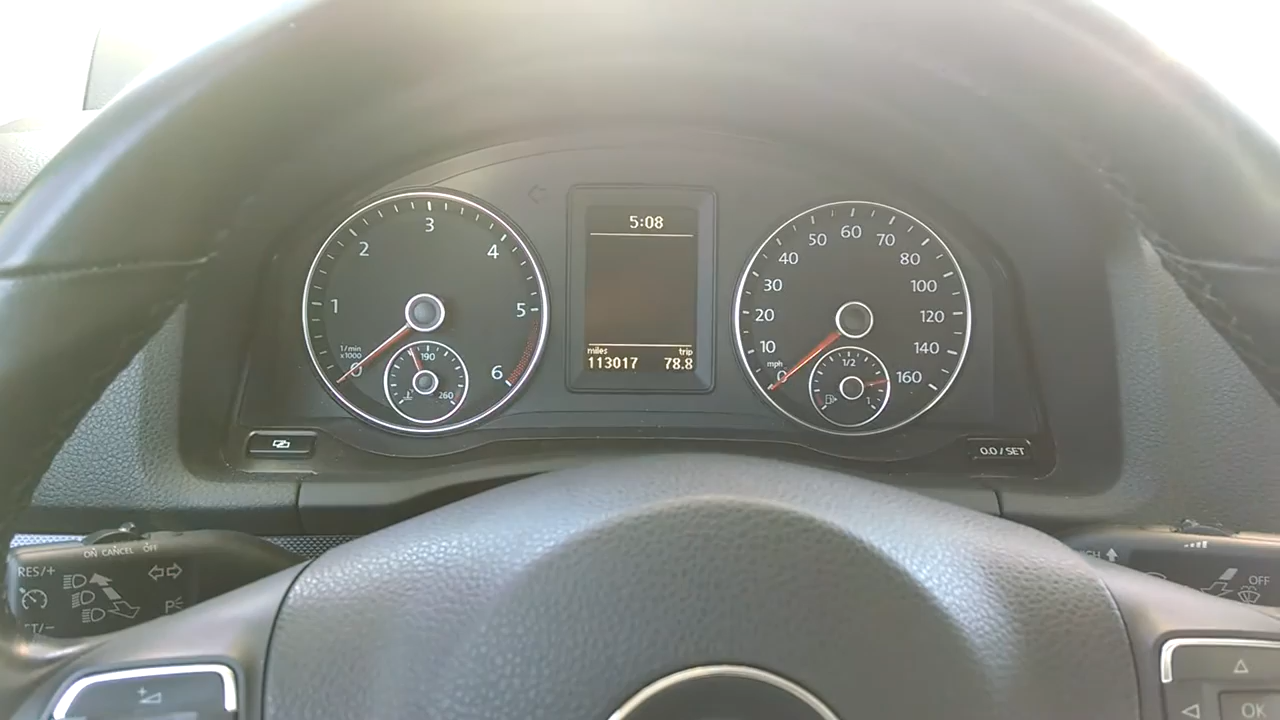 5:08
miles trip
113017 78.8
0 1 2 3 4 5 6
1/min
x1000
190
260
0 10 20 30 40 50 60 70 80 100 120 140 160
mph
1/2
1
0.0 / SET
ON CANCEL OFF
RES/+
P
OFF
OK